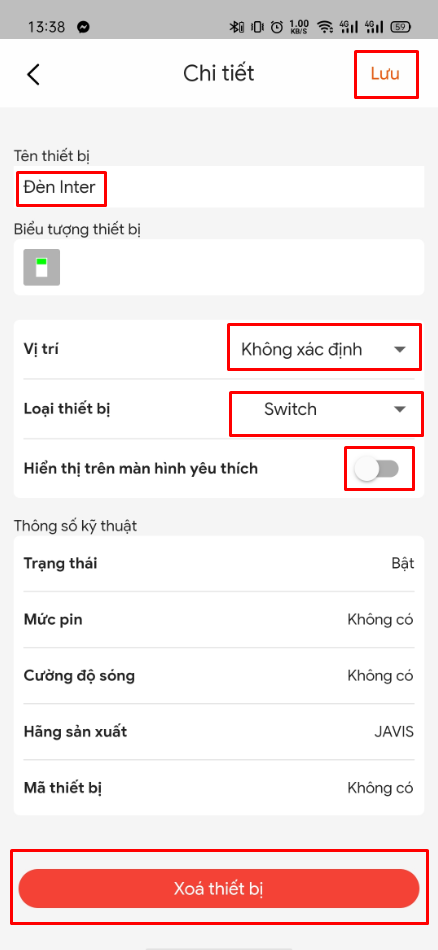 13:38 1.00 KB/S 4G 4G 59
Chi tiết Lưu
Tên thiết bị
Đèn Inter
Biểu tượng thiết bị
Vị trí Không xác định
Loại thiết bị Switch
Hiển thị trên màn hình yêu thích
Thông số kỹ thuật
Trạng thái Bật
Mức pin Không có
Cường độ sóng Không có
Hãng sản xuất JAVIS
Mã thiết bị Không có
Xoá thiết bị